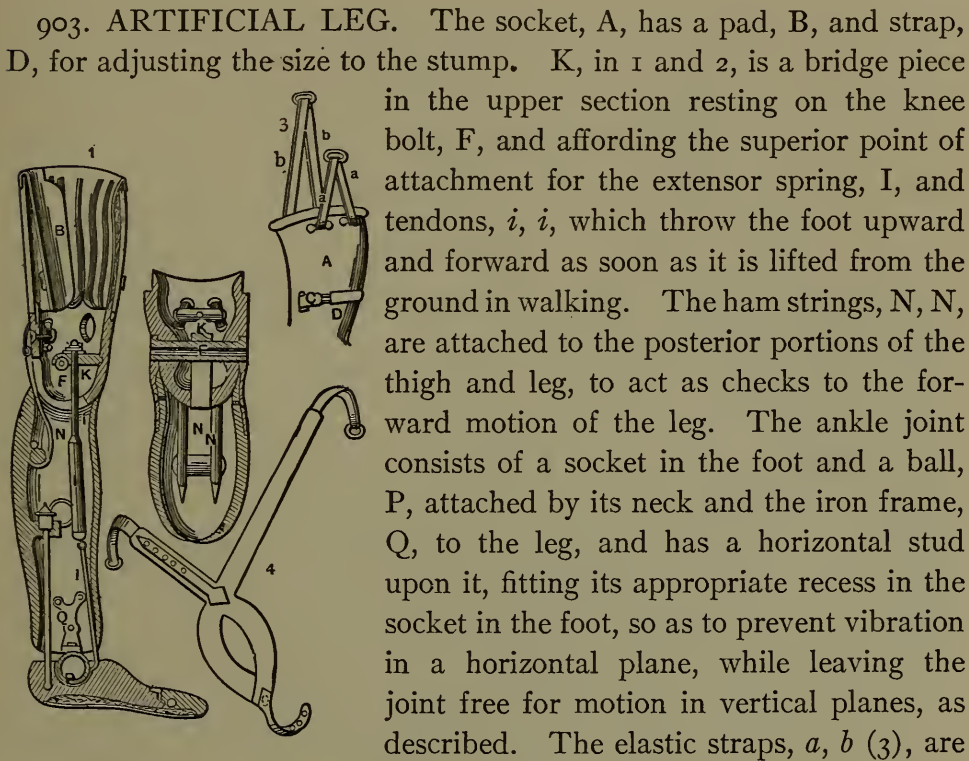 903. ARTIFICIAL LEG. The socket, A, has a pad, B, and strap,
D, for adjusting the size to the stump. K, in 1 and 2, is a bridge piece
in the upper section resting on the knee
bolt, F, and affording the superior point of
attachment for the extensor spring, I, and
tendons, i, i, which throw the foot upward
and forward as soon as it is lifted from the
ground in walking. The ham strings, N, N,
are attached to the posterior portions of the
thigh and leg, to act as checks to the for-
ward motion of the leg. The ankle joint
consists of a socket in the foot and a ball,
P, attached by its neck and the iron frame,
Q, to the leg, and has a horizontal stud
upon it, fitting its appropriate recess in the
socket in the foot, so as to prevent vibration
in a horizontal plane, while leaving the
joint free for motion in vertical planes, as
described. The elastic straps, a, b (3), are
1
B
F
K
N
I
Q
K
F
N
N
3
b
b
a
a
A
D
4